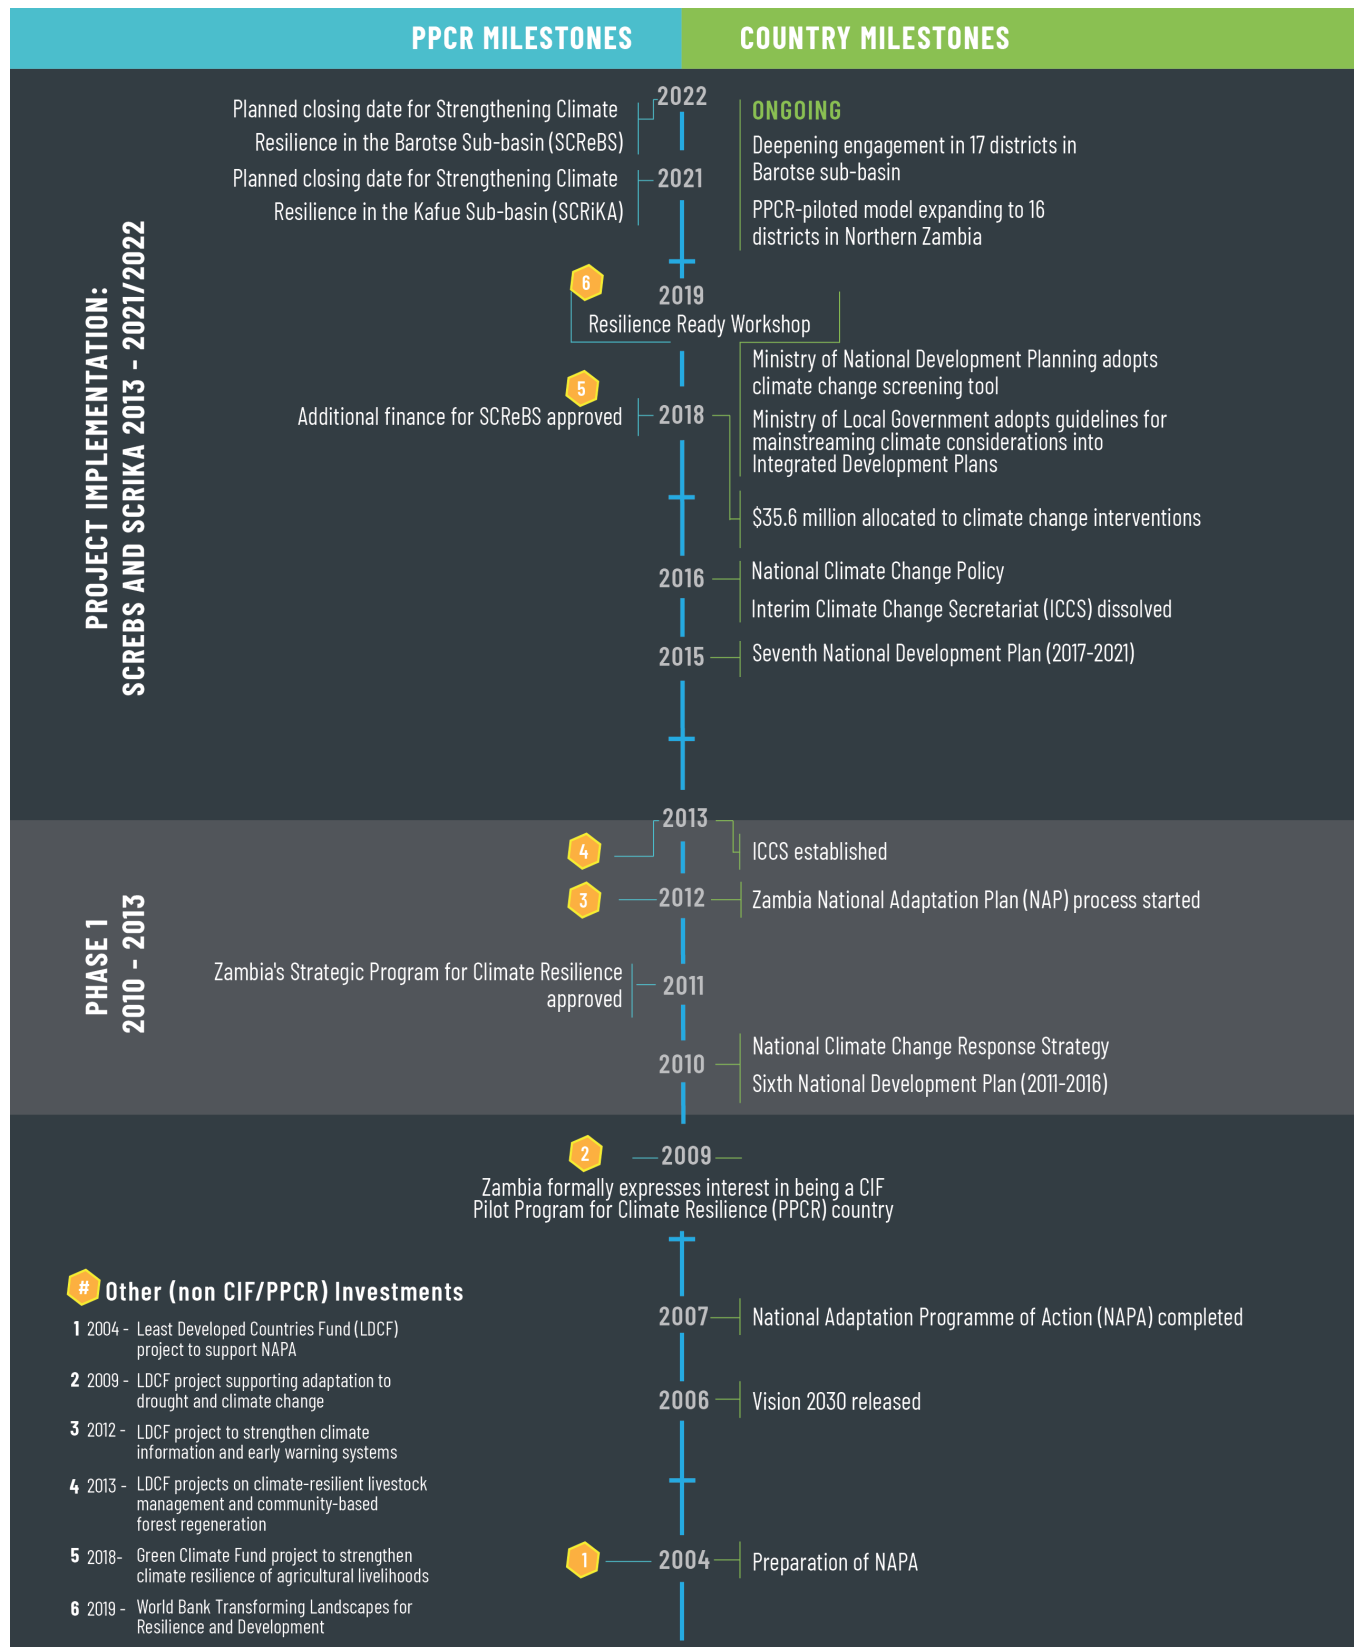 PPCR MILESTONES
COUNTRY MILESTONES
PROJECT IMPLEMENTATION:
SCREBS AND SCRIKA 2013 - 2021/2022
2022
Planned closing date for Strengthening Climate
Resilience in the Barotse Sub-basin (SCReBS)
2021
Planned closing date for Strengthening Climate
Resilience in the Kafue Sub-basin (SCRiKA)
ONGOING
Deepening engagement in 17 districts in
Barotse sub-basin
PPCR-piloted model expanding to 16
districts in Northern Zambia
6
2019
Resilience Ready Workshop
Ministry of National Development Planning adopts
climate change screening tool
Ministry of Local Government adopts guidelines for
mainstreaming climate considerations into
Integrated Development Plans
5
Additional finance for SCReBS approved
2018
$35.6 million allocated to climate change interventions
2016
National Climate Change Policy
Interim Climate Change Secretariat (ICCS) dissolved
2015
Seventh National Development Plan (2017-2021)
PHASE 1
2010 - 2013
2013
4
ICCS established
3
2012
Zambia National Adaptation Plan (NAP) process started
Zambia's Strategic Program for Climate Resilience
approved
2011
2010
National Climate Change Response Strategy
Sixth National Development Plan (2011-2016)
2
2009
Zambia formally expresses interest in being a CIF
Pilot Program for Climate Resilience (PPCR) country
2007
National Adaptation Programme of Action (NAPA) completed
2006
Vision 2030 released
1
2004
Preparation of NAPA
# Other (non CIF/PPCR) Investments
1 2004 - Least Developed Countries Fund (LDCF)
project to support NAPA
2 2009 - LDCF project supporting adaptation to
drought and climate change
3 2012 - LDCF project to strengthen climate
information and early warning systems
4 2013 - LDCF projects on climate-resilient livestock
management and community-based
forest regeneration
5 2018- Green Climate Fund project to strengthen
climate resilience of agricultural livelihoods
6 2019 - World Bank Transforming Landscapes for
Resilience and Development